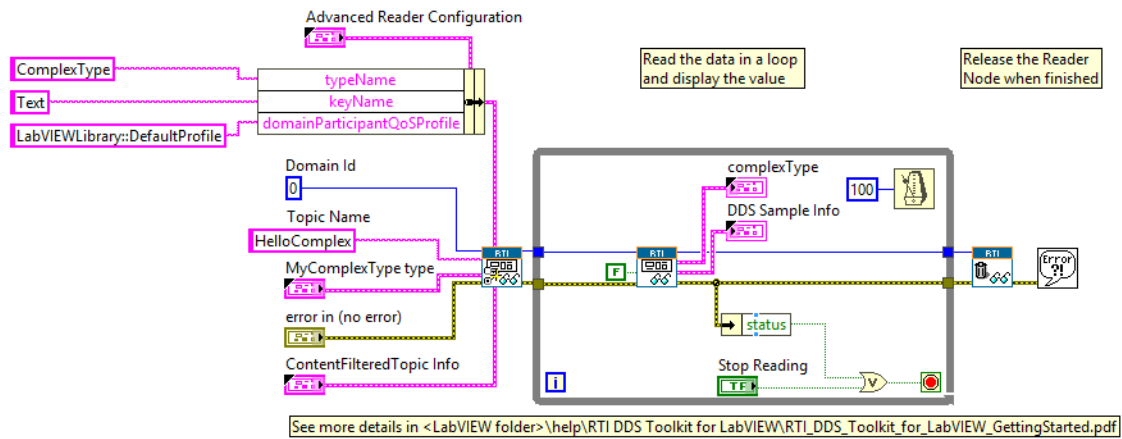 Advanced Reader Configuration
ComplexType
typeName
Text
keyName
LabVIEWLibrary::DefaultProfile
domainParticipantQoSProfile
Read the data in a loop
and display the value
Release the Reader
Node when finished
Domain Id
0
Topic Name
HelloComplex
MyComplexType type
error in (no error)
ContentFilteredTopic Info
RTI
complexType
100
DDS Sample Info
RTI
F
status
Stop Reading
TF
V
i
RTI
Error
?!
See more details in <LabVIEW folder>\help\RTI DDS Toolkit for LabVIEW\RTI_DDS_Toolkit_for_LabVIEW_GettingStarted.pdf